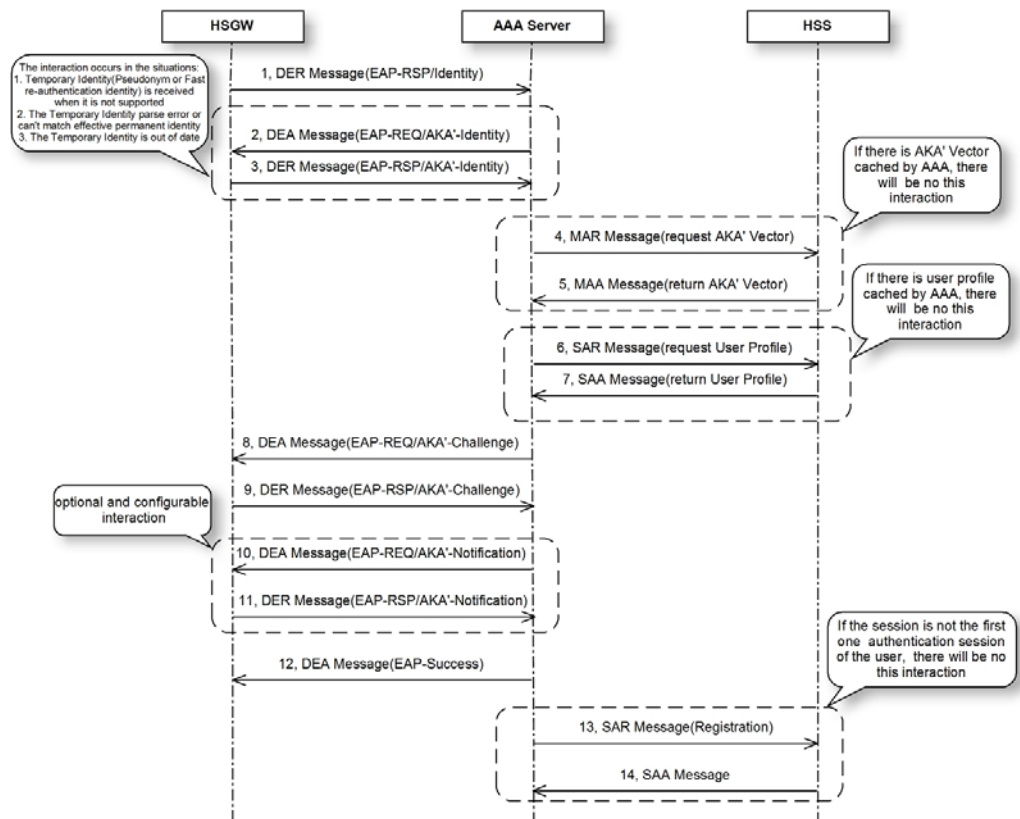 HSGW
AAA Server
HSS
The interaction occurs in the situations:
1. Temporary Identity(Pseudonym or Fast
re-authentication identity) is received
when it is not supported
2. The Temporary Identity parse error or
can't match effective permanent identity
3. The Temporary Identity is out of date
1, DER Message(EAP-RSP/Identity)
2, DEA Message(EAP-REQ/AKA'-Identity)
3, DER Message(EAP-RSP/AKA'-Identity)
If there is AKA' Vector
cached by AAA, there
will be no this
interaction
4, MAR Message(request AKA' Vector)
5, MAA Message(return AKA' Vector)
If there is user profile
cached by AAA, there
will be no this
interaction
6, SAR Message(request User Profile)
7, SAA Message(return User Profile)
8, DEA Message(EAP-REQ/AKA'-Challenge)
9, DER Message(EAP-RSP/AKA'-Challenge)
optional and configurable
interaction
10, DEA Message(EAP-REQ/AKA'-Notification)
11, DER Message(EAP-RSP/AKA'-Notification)
12, DEA Message(EAP-Success)
If the session is not the first
one authentication session
of the user, there will be no
this interaction
13, SAR Message(Registration)
14, SAA Message